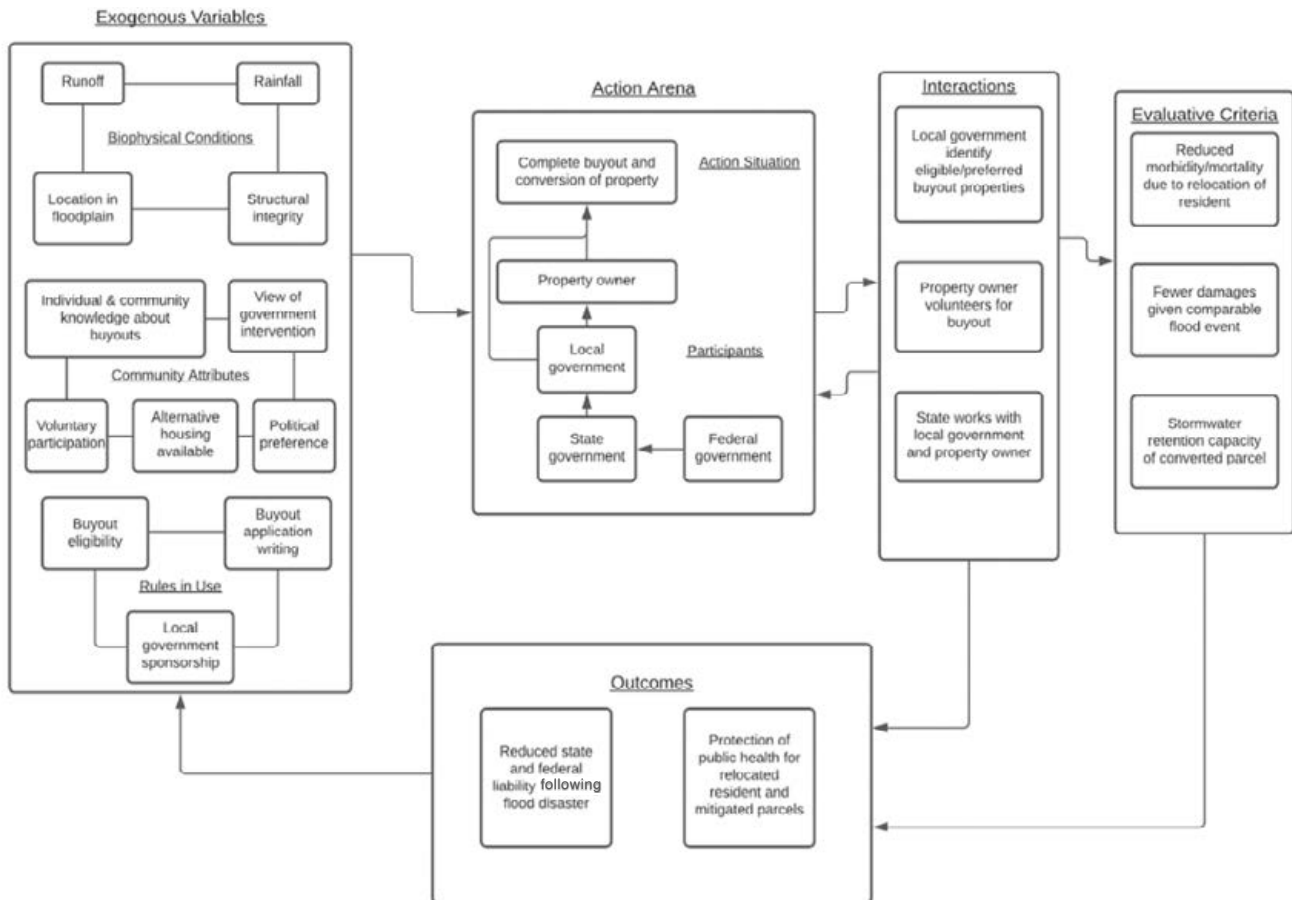 Exogenous Variables
Runoff
Rainfall
Biophysical Conditions
Location in
floodplain
Structural
integrity
Individual & community
knowledge about
buyouts
View of
government
intervention
Community Attributes
Voluntary
participation
Alternative
housing
available
Political
preference
Buyout
eligibility
Buyout
application
writing
Rules in Use
Local
government
sponsorship
Action Arena
Complete buyout and
conversion of property
Action Situation
Property owner
Local
government
Participants
State
government
Federal
government
Interactions
Local government
identify
eligible/preferred
buyout properties
Property owner
volunteers for
buyout
State works with
local government
and property owner
Evaluative Criteria
Reduced
morbidity/mortality
due to relocation of
resident
Fewer damages
given comparable
flood event
Stormwater
retention capacity
of converted parcel
Outcomes
Reduced state
and federal
liability following
flood disaster
Protection of
public health for
relocated
resident and
mitigated parcels